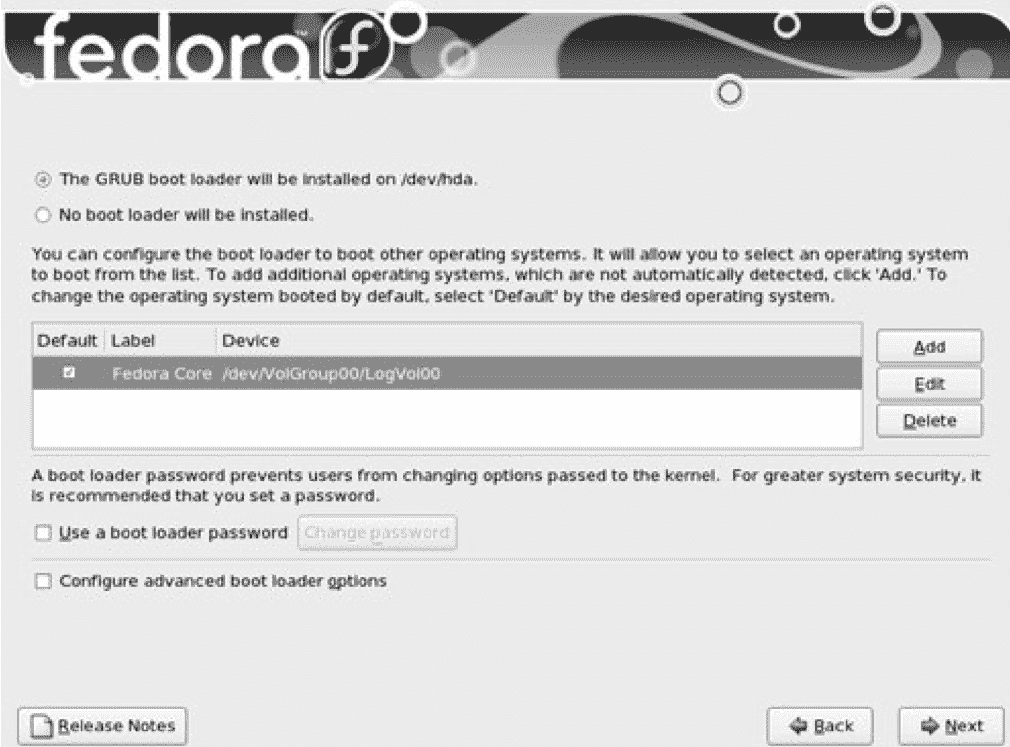 fedora f
The GRUB boot loader will be installed on /dev/hda.
No boot loader will be installed.
You can configure the boot loader to boot other operating systems. It will allow you to select an operating system
to boot from the list. To add additional operating systems, which are not automatically detected, click 'Add.' To
change the operating system booted by default, select 'Default' by the desired operating system.
Default Label Device
Fedora Core /dev/VolGroup00/LogVol00
Add
Edit
Delete
A boot loader password prevents users from changing options passed to the kernel. For greater system security, it
is recommended that you set a password.
Use a boot loader password Change password
Configure advanced boot loader options
Release Notes Back Next